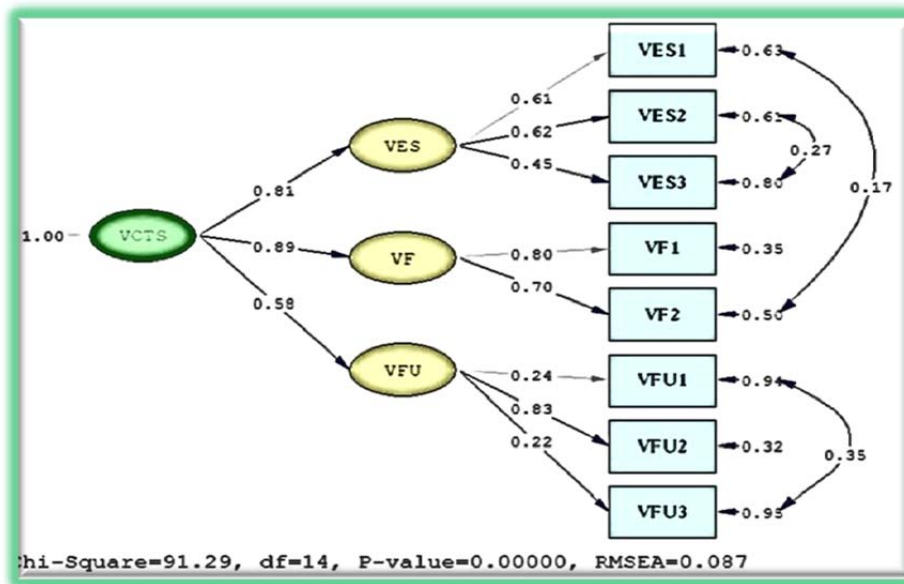 VES1
0.63
0.61
VES2
0.61
0.62
0.27
VES
0.45
VES3
0.80
0.81
0.17
1.00
VCTS
0.89
VF
0.80
VF1
0.35
0.70
VF2
0.50
0.58
VFU
0.24
VFU1
0.94
0.83
VFU2
0.32
0.35
0.22
VFU3
0.95
hi-Square=91.29, df=14, P-value=0.00000, RMSEA=0.087